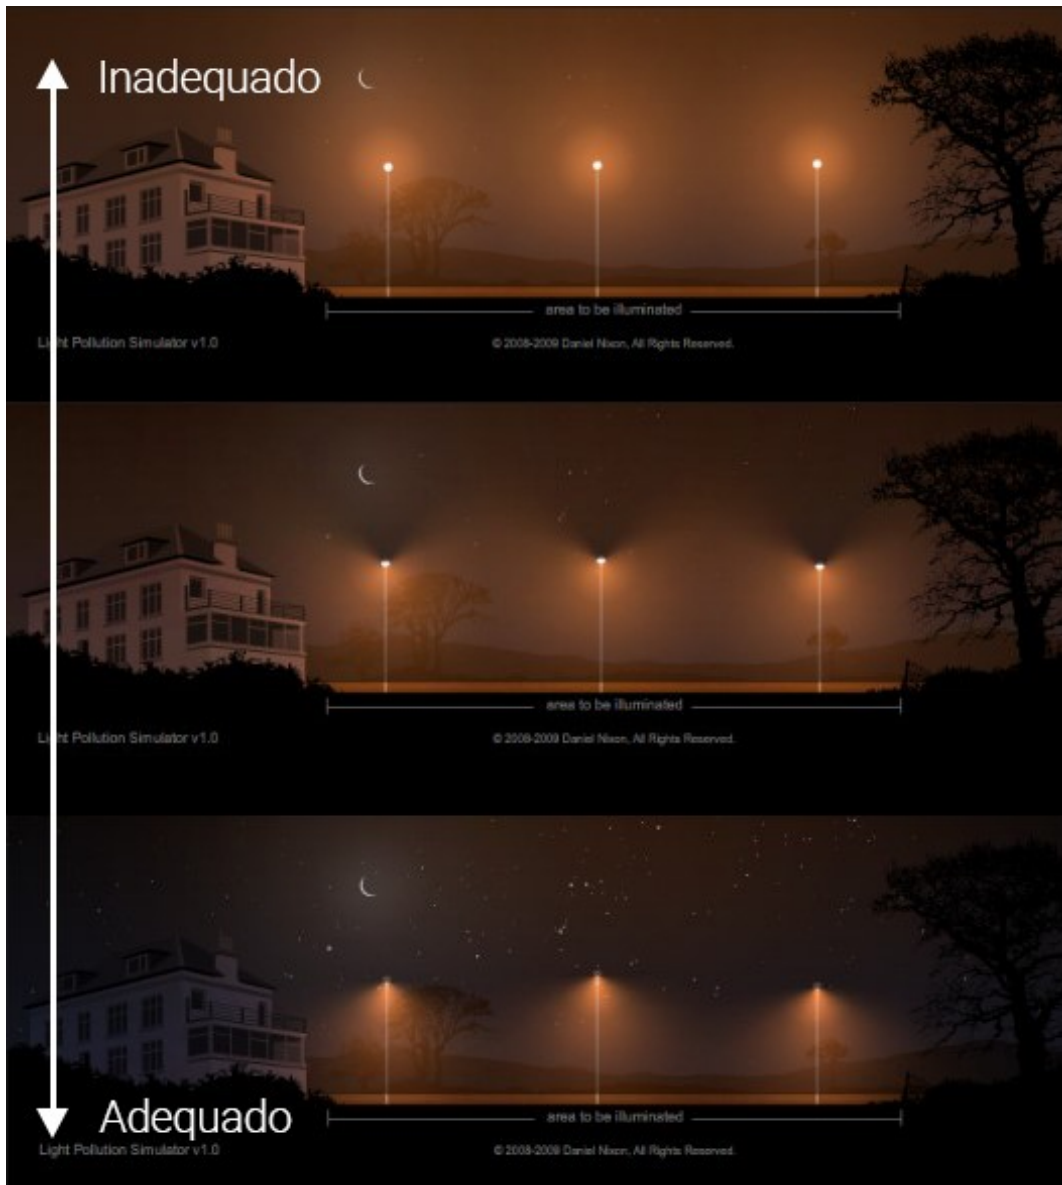 Inadequado
area to be illuminated
Light Pollution Simulator v1.0
© 2008-2009 Daniel Nixon, All Rights Reserved.
area to be illuminated
Light Pollution Simulator v1.0
© 2008-2009 Daniel Nixon, All Rights Reserved.
Adequado
area to be illuminated
Light Pollution Simulator v1.0
© 2008-2009 Daniel Nixon, All Rights Reserved.